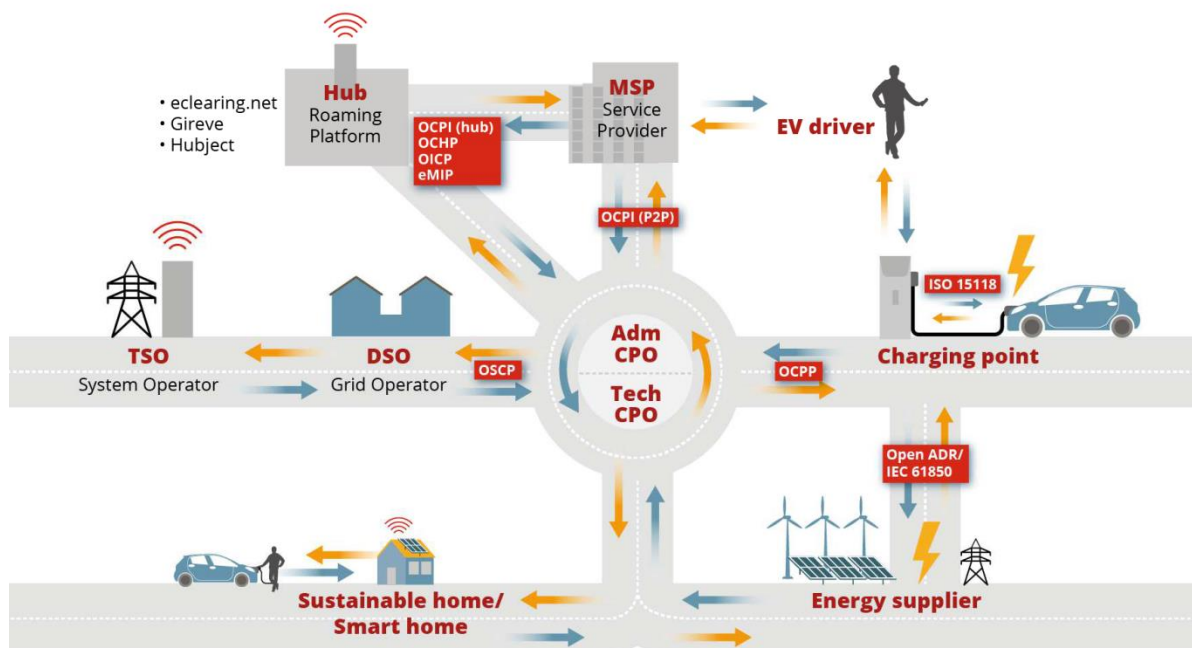 • eclearing.net
• Gireve
• Hubject
Hub
Roaming
Platform
OCPI (hub)
OCHP
OICP
eMIP
MSP
Service
Provider
EV driver
OCPI (P2P)
ISO 15118
TSO
System Operator
DSO
Grid Operator
OSCP
Adm
CPO
Tech
CPO
OCPP
Charging point
Open ADR/
IEC 61850
Sustainable home/
Smart home
Energy supplier